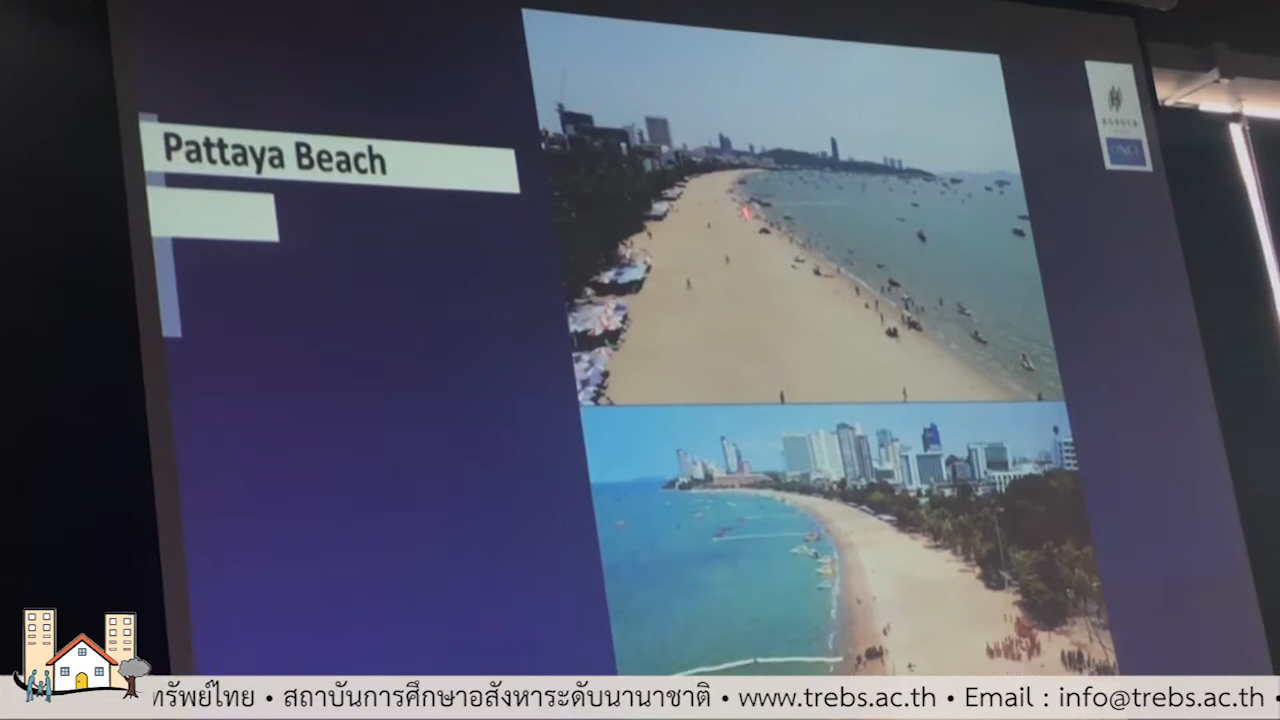 Pattaya Beach
ทรัพย์ไทย • สถาบันการศึกษาอสังหาระดับนานาชาติ • www.trebs.ac.th • Email : info@trebs.ac.th •